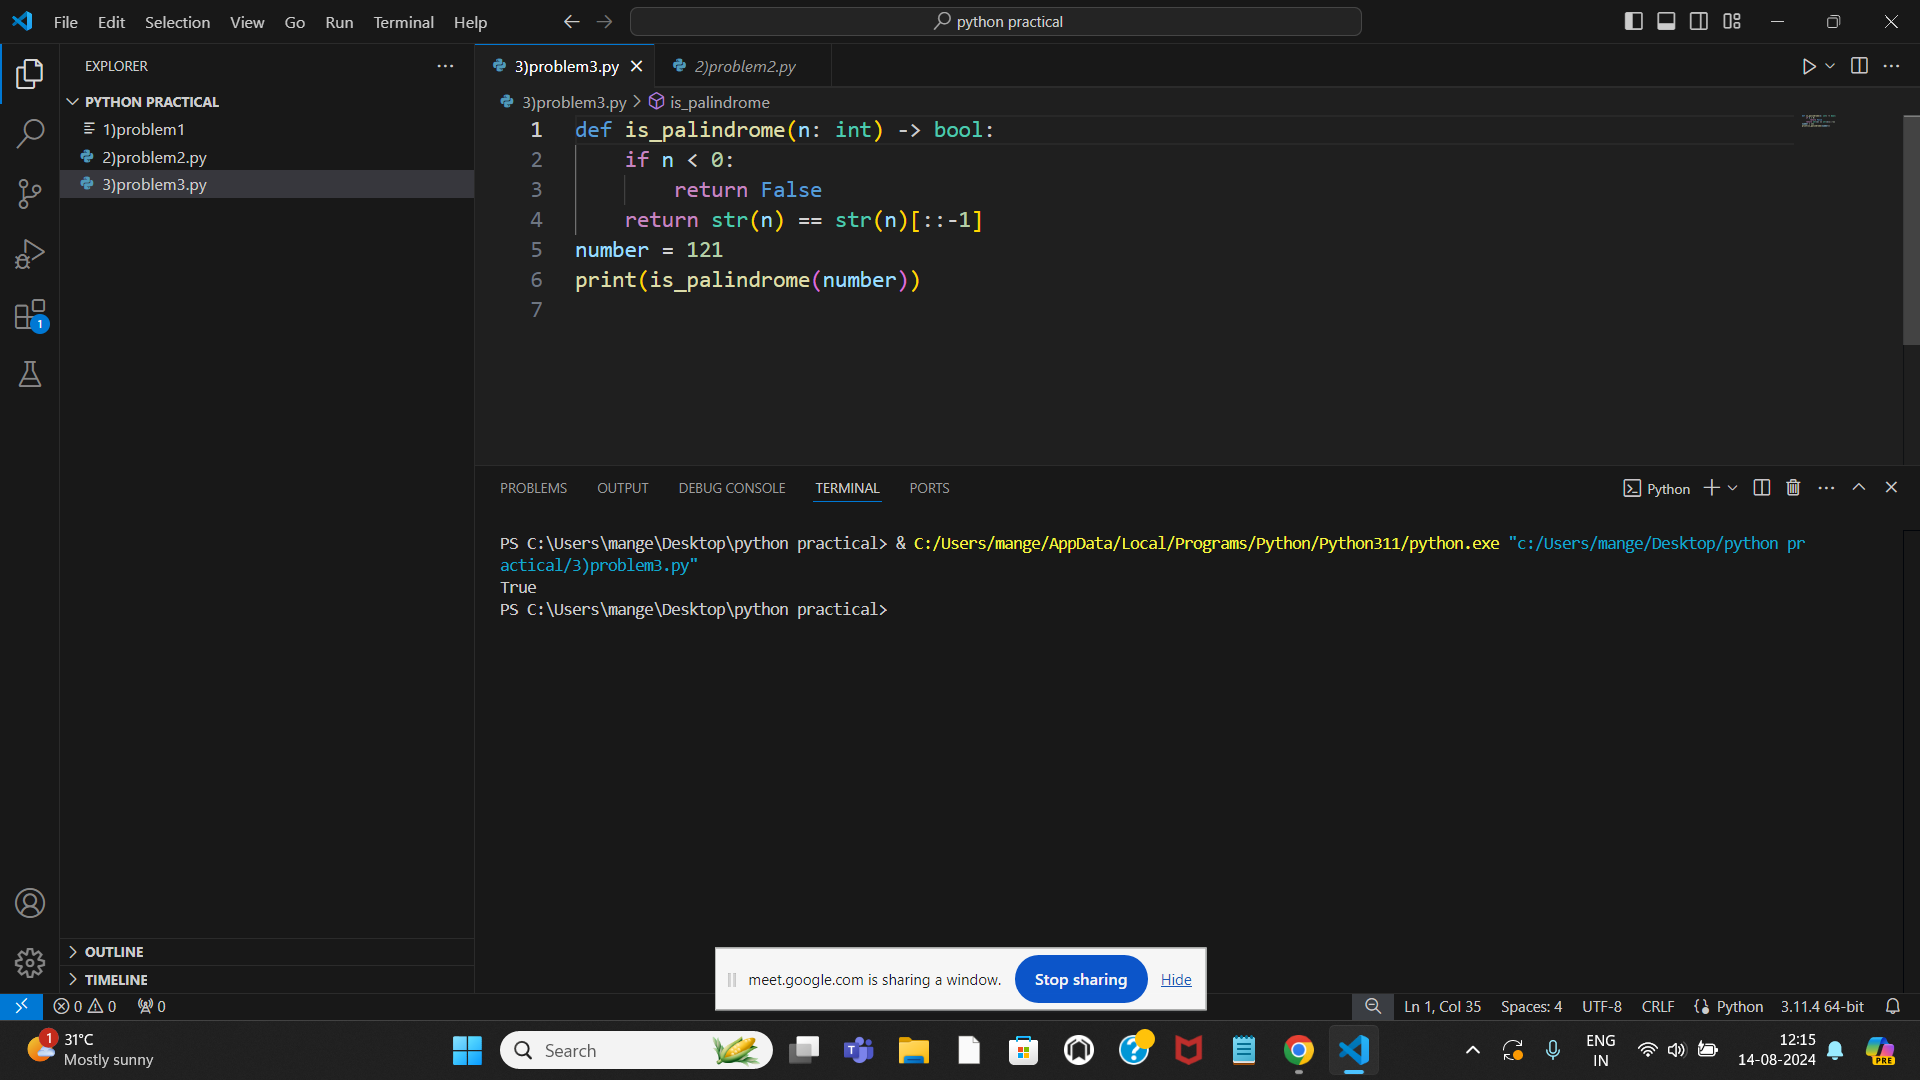 File Edit Selection View Go Run Terminal Help
python practical
EXPLORER
PYTHON PRACTICAL
1)problem1
2)problem2.py
3)problem3.py
3)problem3.py
2)problem2.py
3)problem3.py > is_palindrome
1 def is_palindrome(n: int) -> bool:
2 if n < 0:
3 return False
4 return str(n) == str(n)[::-1]
5 number = 121
6 print(is_palindrome(number))
7
PROBLEMS OUTPUT DEBUG CONSOLE TERMINAL PORTS
Python
PS C:\Users\mange\Desktop\python practical> & C:/Users/mange/AppData/Local/Programs/Python/Python311/python.exe "c:/Users/mange/Desktop/python pr
actical/3)problem3.py"
True
PS C:\Users\mange\Desktop\python practical>
1
OUTLINE
TIMELINE
meet.google.com is sharing a window. Stop sharing Hide
0 0 0
Ln 1, Col 35 Spaces: 4 UTF-8 CRLF {} Python 3.11.4 64-bit
1
31°C
Mostly sunny
Search
ENG
IN
12:15
14-08-2024
PRE